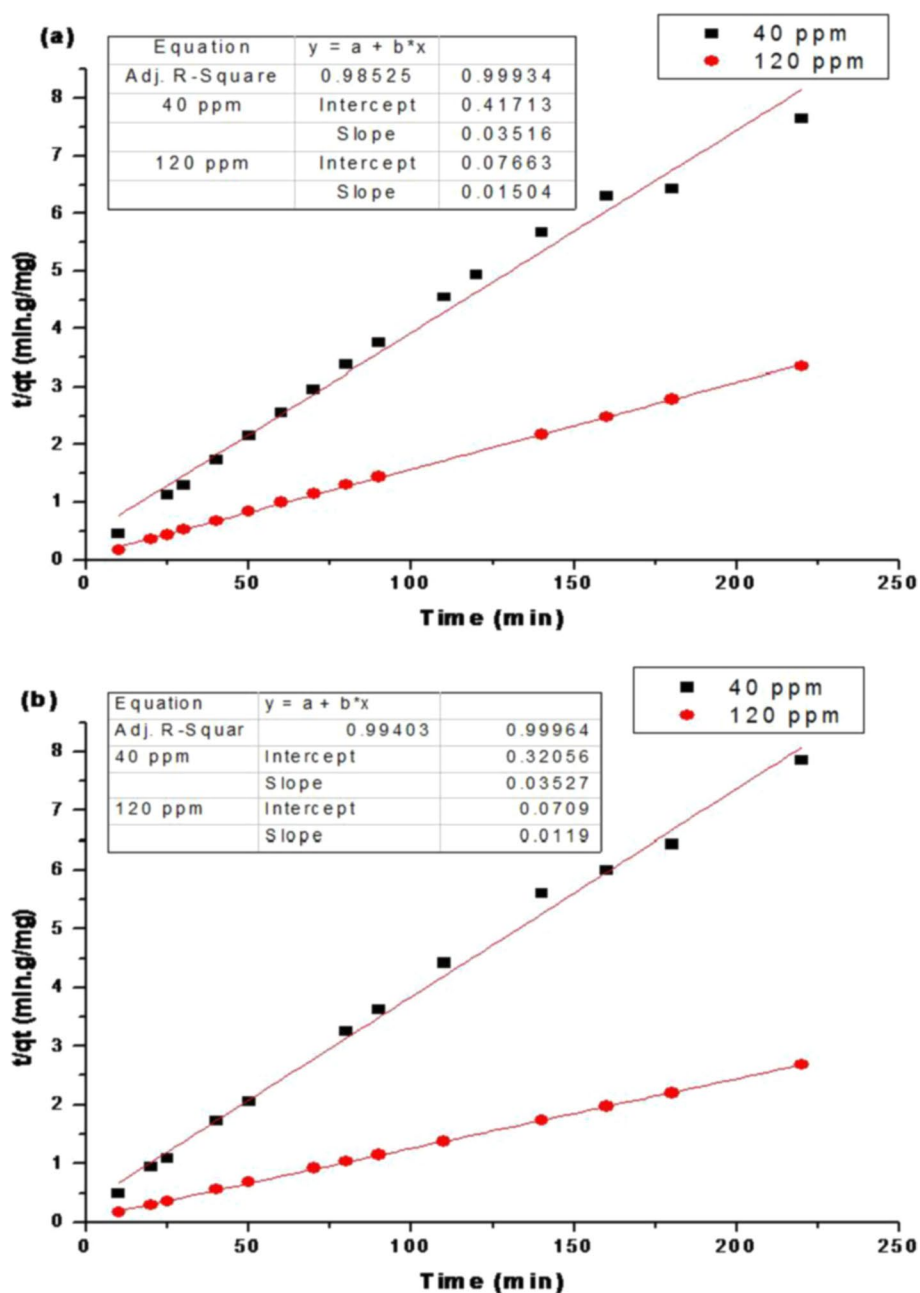 (a)
Equation y = a + b*x
Adj. R-Square 0.98525 0.99934
40 ppm Intercept 0.41713
Slope 0.03516
120 ppm Intercept 0.07663
Slope 0.01504
40 ppm
120 ppm
8
7
6
5
4
3
2
1
0
t/qt (min.g/mg)
0 50 100 150 200 250
Time (min)
(b)
Equation y = a + b*x
Adj. R-Squar 0.99403 0.99964
40 ppm Intercept 0.32056
Slope 0.03527
120 ppm Intercept 0.0709
Slope 0.0119
40 ppm
120 ppm
8
7
6
5
4
3
2
1
0
t/qt (min.g/mg)
0 50 100 150 200 250
Time (min)